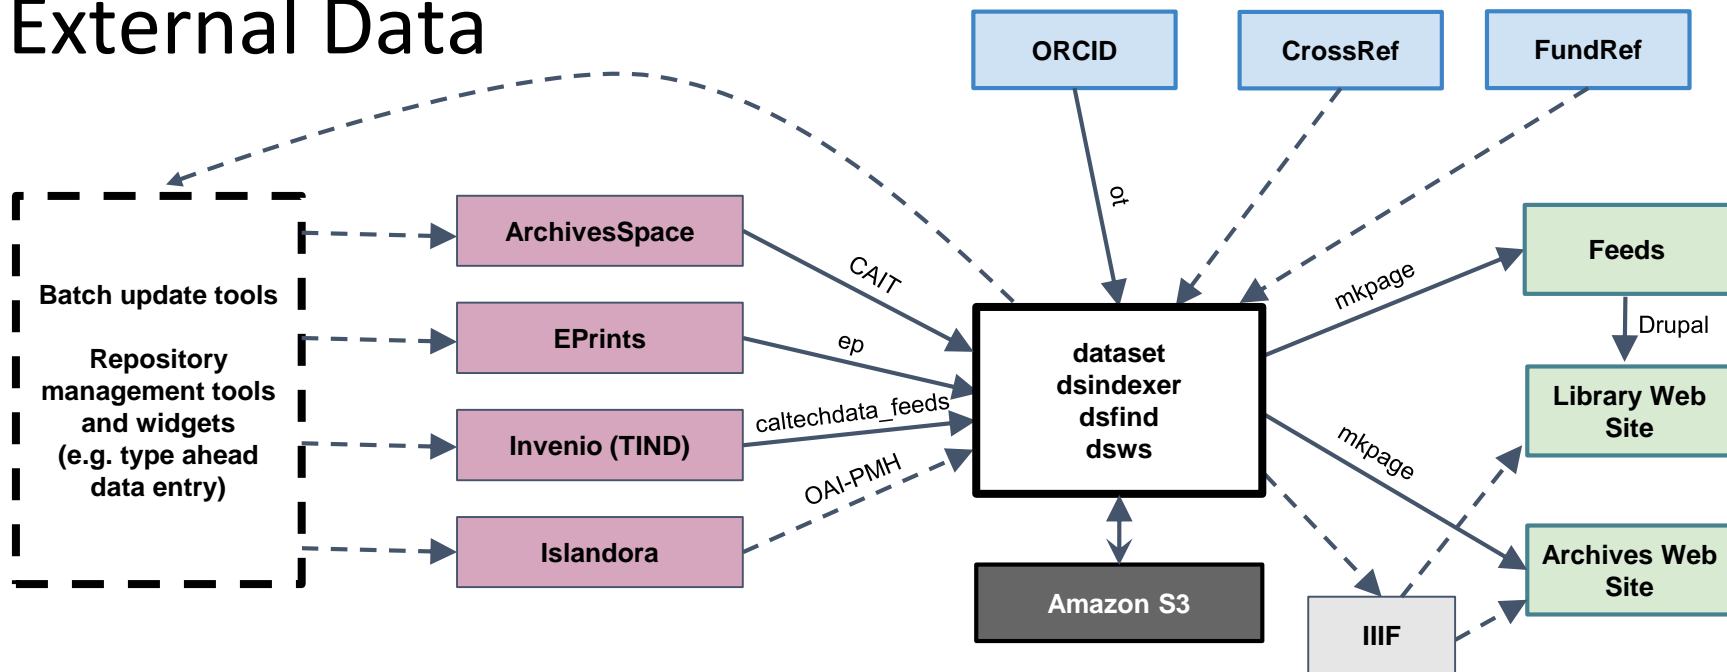 External Data
ORCID
CrossRef
FundRef
ot
Batch update tools
Repository
management tools
and widgets
(e.g. type ahead
data entry)
ArchivesSpace
EPrints
Invenio (TIND)
Islandora
CAIT
ep
caltechdata_feeds
OAI-PMH
dataset
dsindexer
dsfind
dsws
Amazon S3
mkpage
mkpage
Feeds
Drupal
Library Web
Site
Archives Web
Site
IIIF